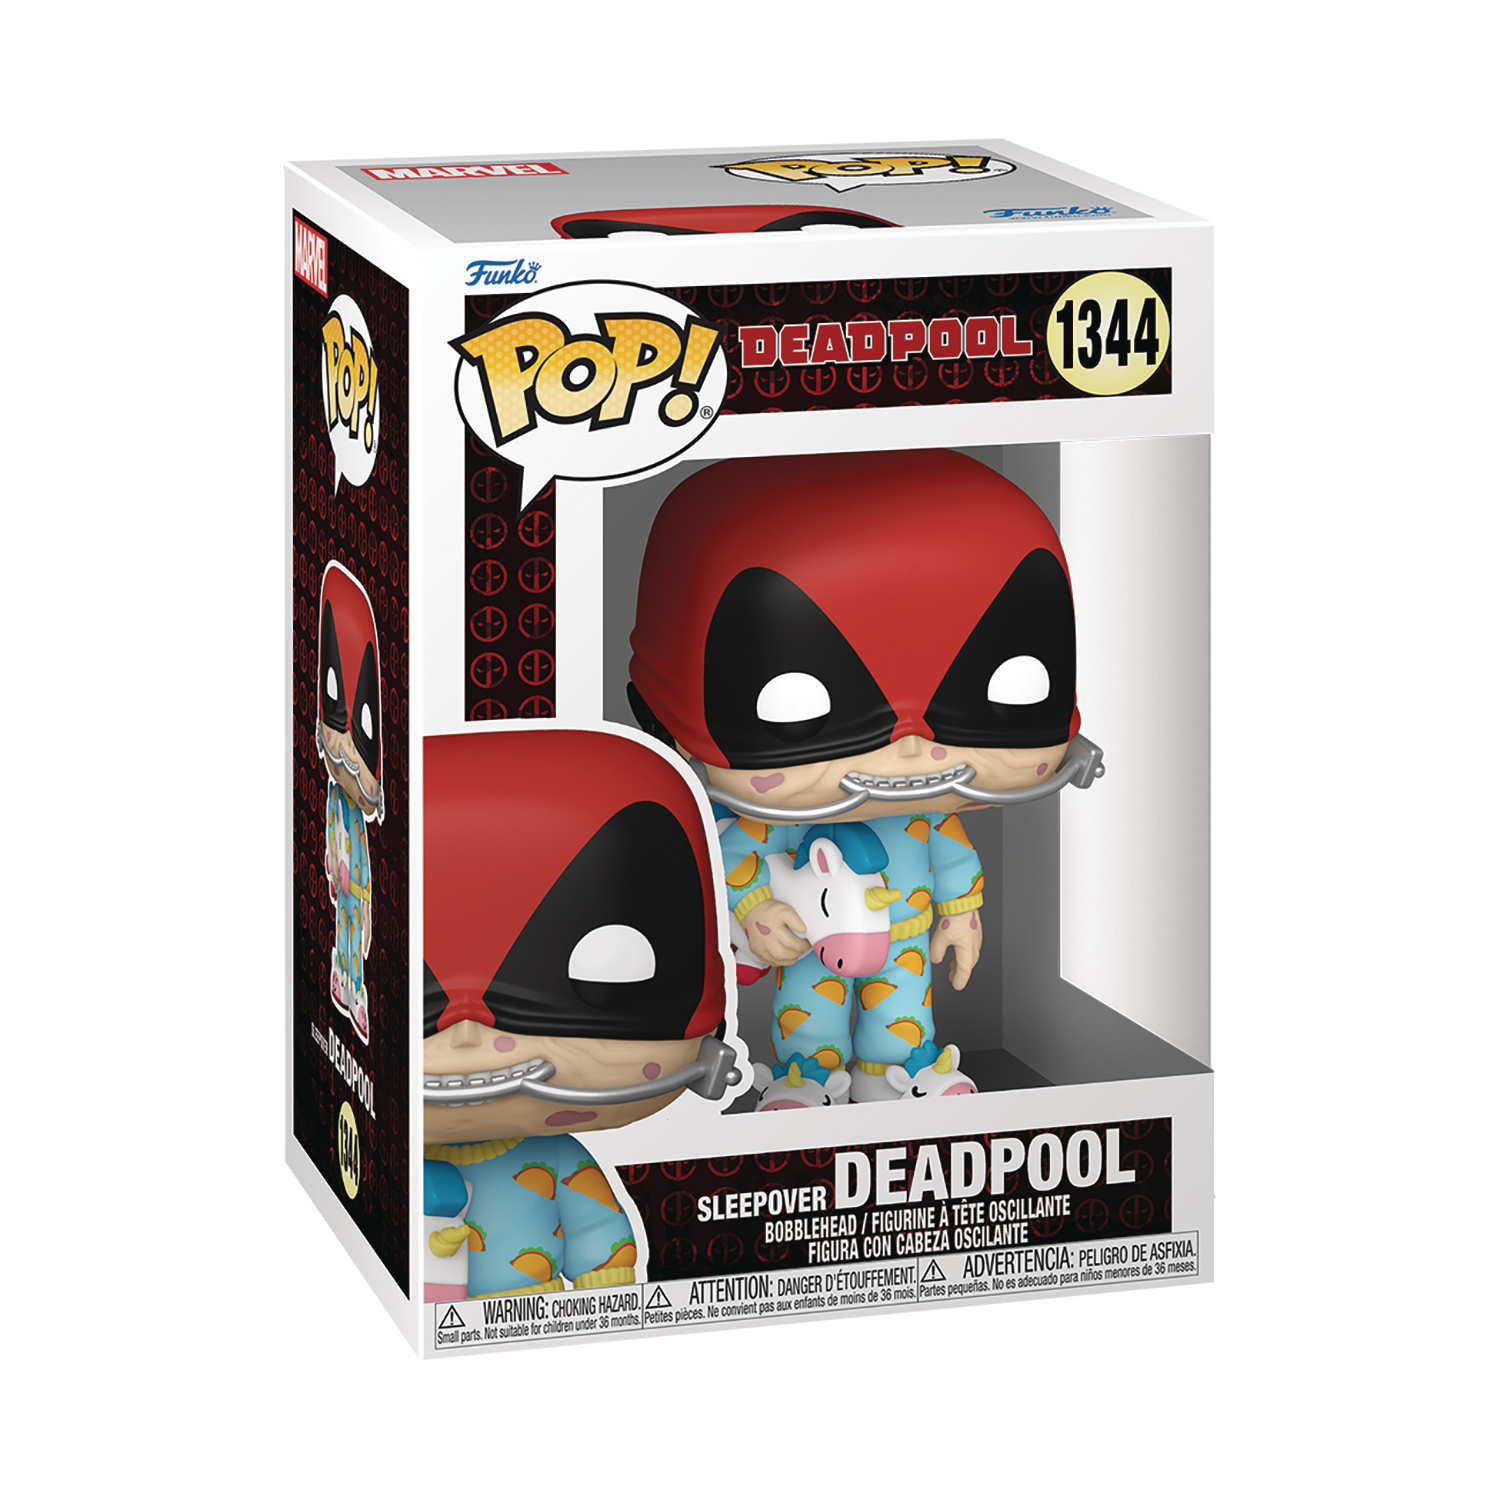 MARVEL
POP!
Funko
www.funko.com
MARVEL
POP!
SLEEPOVER DEADPOOL
1344
Funko
POP!®
DEADPOOL
1344
SLEEPOVER DEADPOOL
BOBBLEHEAD / FIGURINE À TÊTE OSCILLANTE
FIGURA CON CABEZA OSCILANTE
WARNING: CHOKING HAZARD.
Small parts. Not suitable for children under 36 months.
ATTENTION: DANGER D'ÉTOUFFEMENT.
Petites pièces. Ne convient pas aux enfants de moins de 36 mois.
ADVERTENCIA: PELIGRO DE ASFIXIA.
Partes pequeñas. No es adecuado para niños menores de 36 meses.